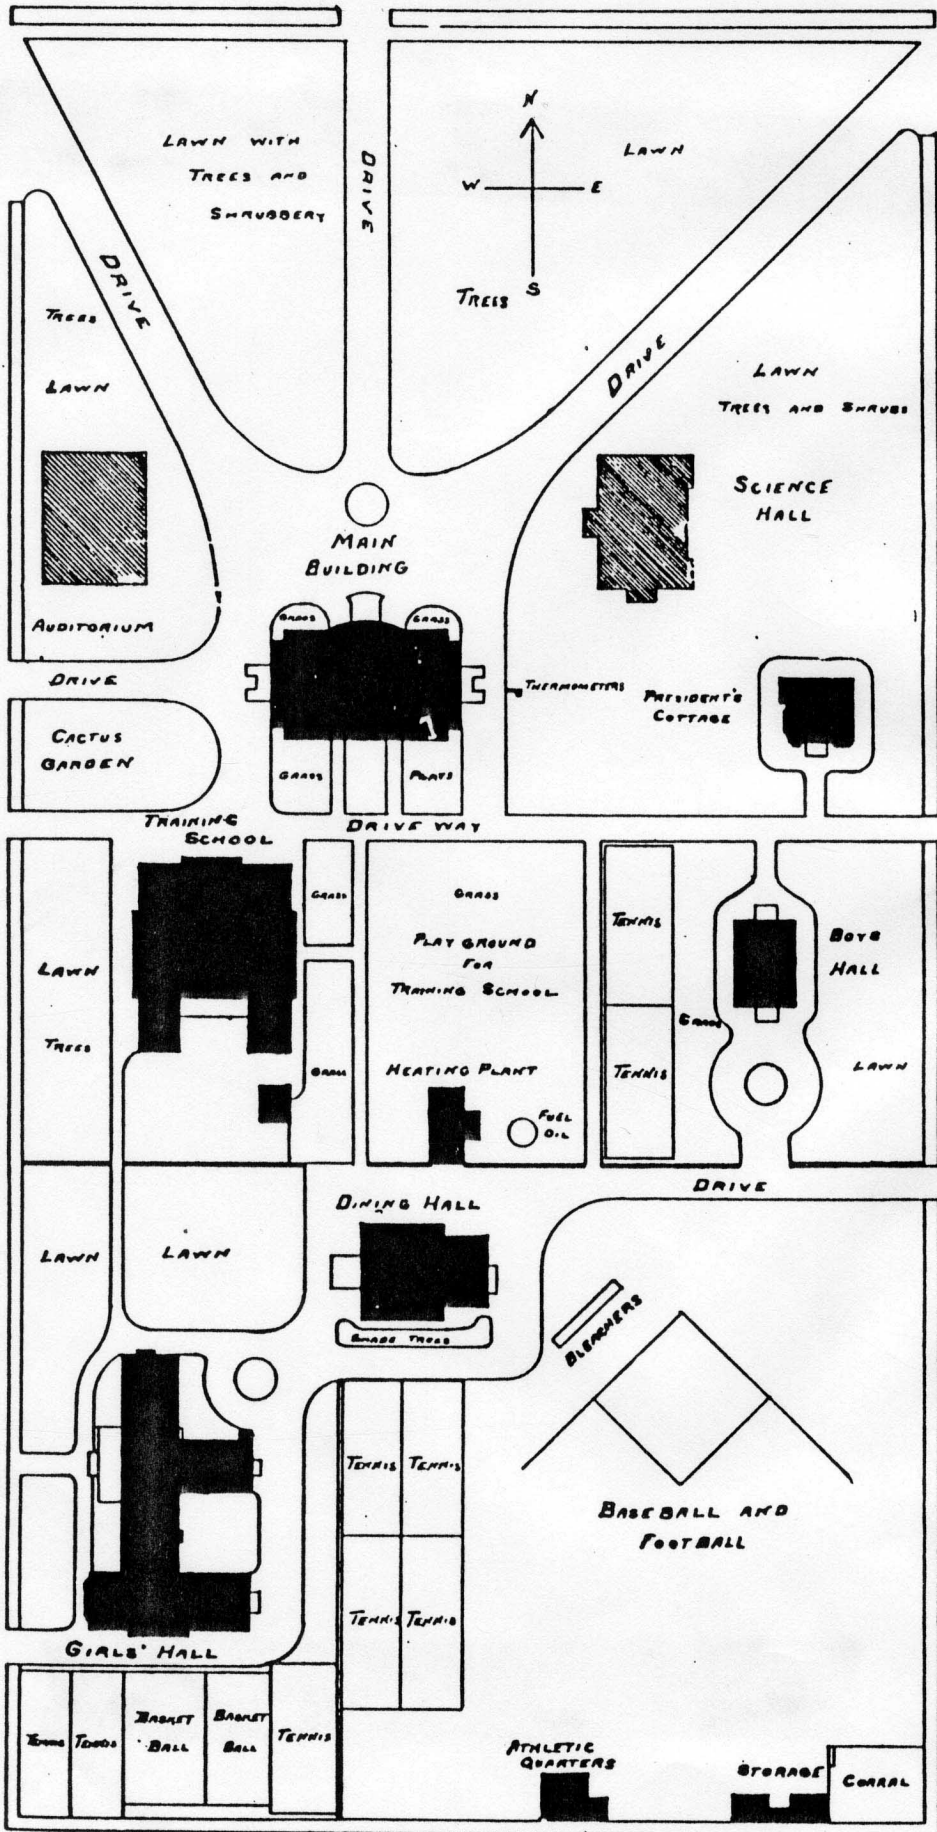 LAWN WITH
TREES AND
SHRUBBERY
DRIVE
N
W E
S
LAWN
TREES
DRIVE
TREES
LAWN
DRIVE
LAWN
TREES AND SHRUBS
SCIENCE
HALL
MAIN
BUILDING
GRASS
GRASS
AUDITORIUM
DRIVE
THERMOMETERS
PRESIDENT'S
COTTAGE
CACTUS
GARDEN
GRASS
PLATS
TRAINING
SCHOOL
DRIVE WAY
GRASS
GRASS
PLAY GROUND
FOR
TRAINING SCHOOL
TENNIS
BOYS
HALL
LAWN
TREES
GRASS
GRASS
HEATING PLANT
FUEL
OIL
TENNIS
LAWN
DINING HALL
DRIVE
LAWN
LAWN
SHADE TREES
BLEACHERS
TENNIS TENNIS
BASEBALL AND
FOOTBALL
TENNIS TENNIS
GIRLS' HALL
TENNIS TENNIS
BASKET
BALL
BASKET
BALL
TENNIS
ATHLETIC
QUARTERS
STORAGE
CORRAL